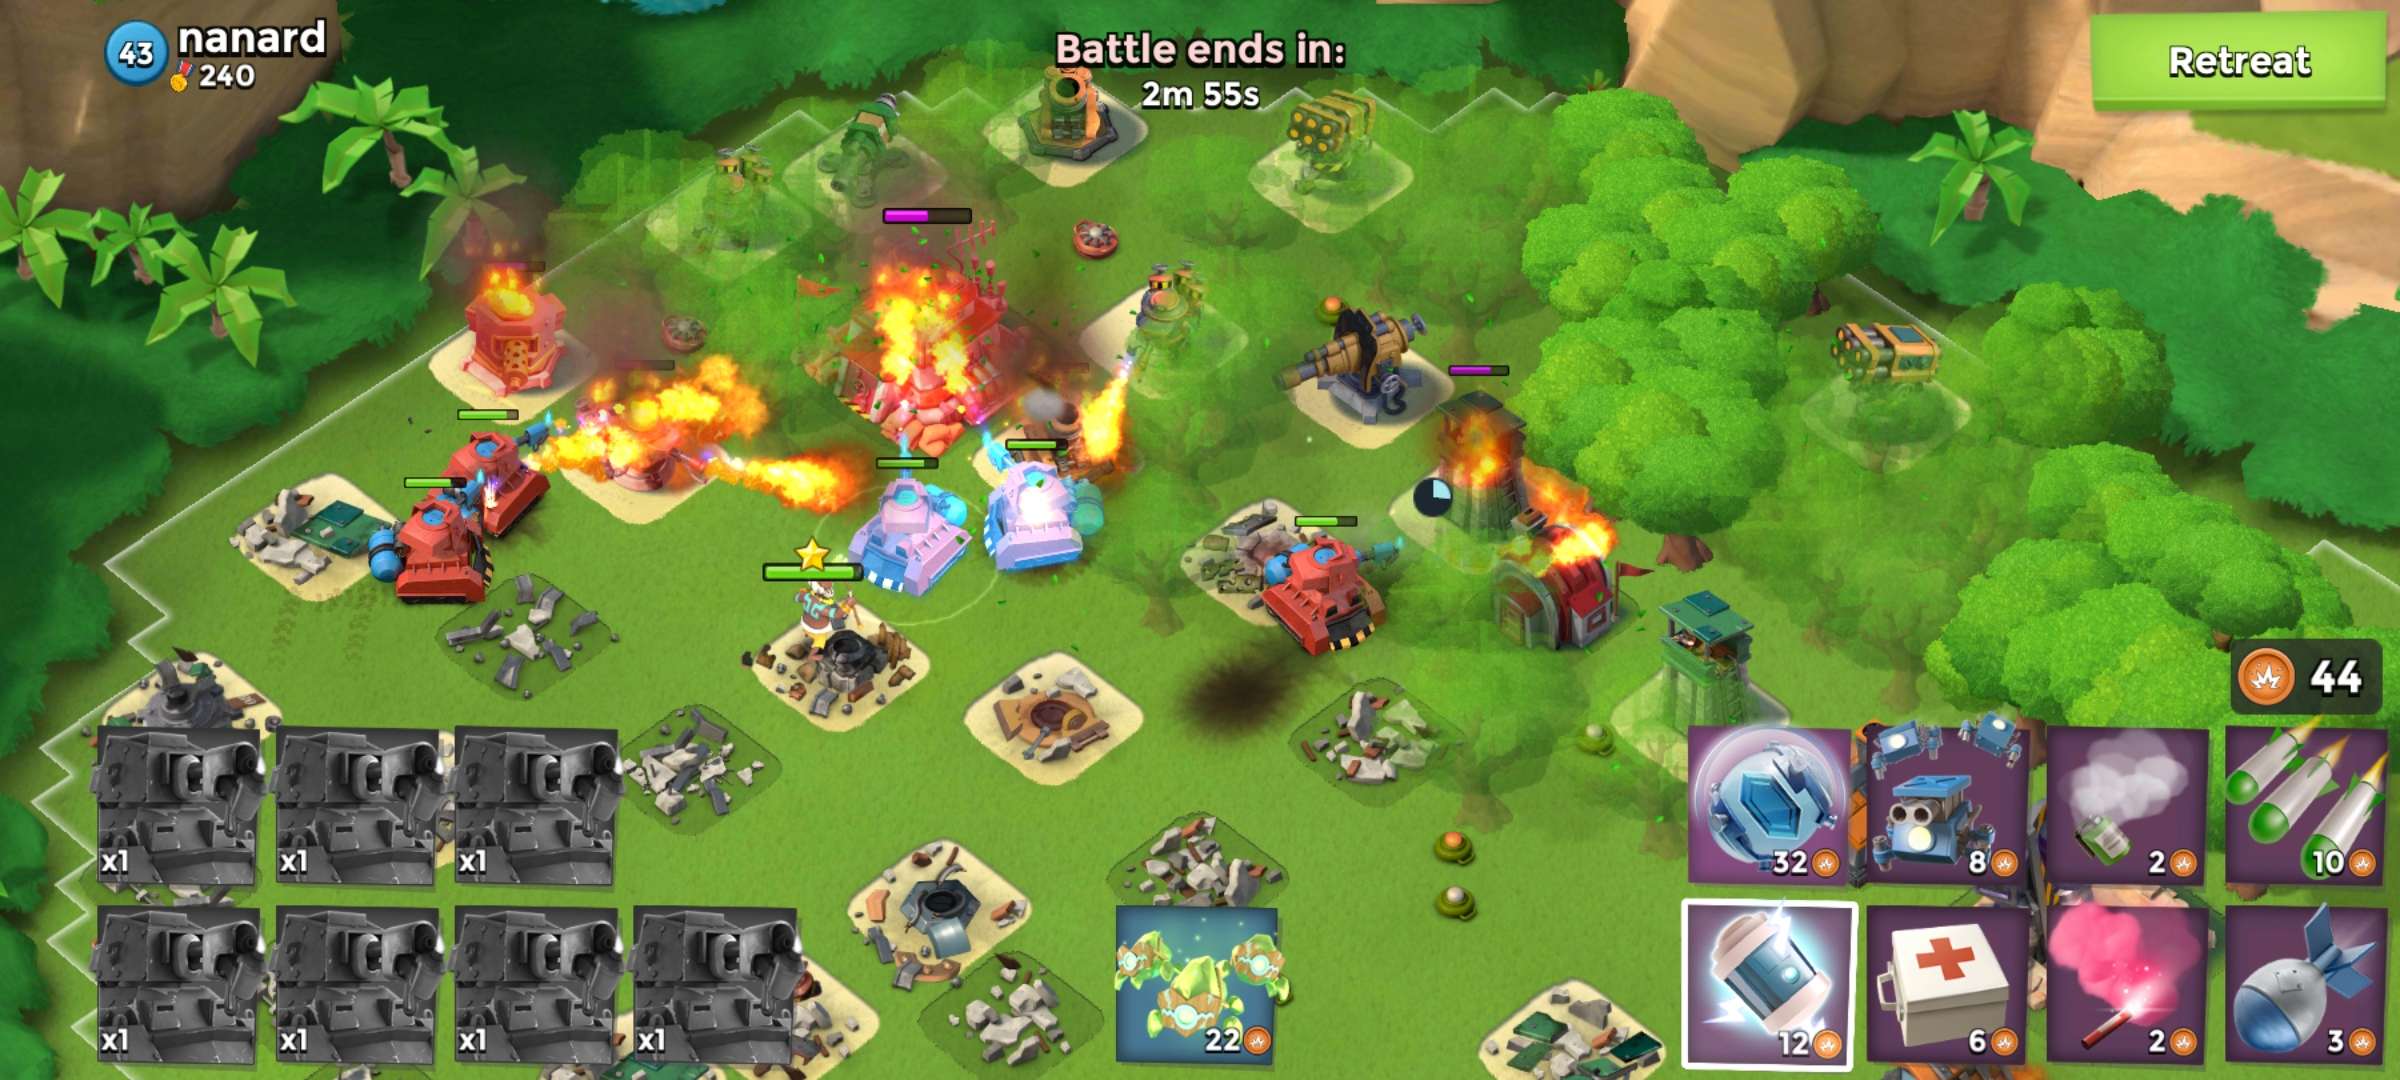 43 nanard
240
Battle ends in:
2m 55s
Retreat
44
x1 x1 x1
32 8 2 10
x1 x1 x1 x1
22
12 6 2 3